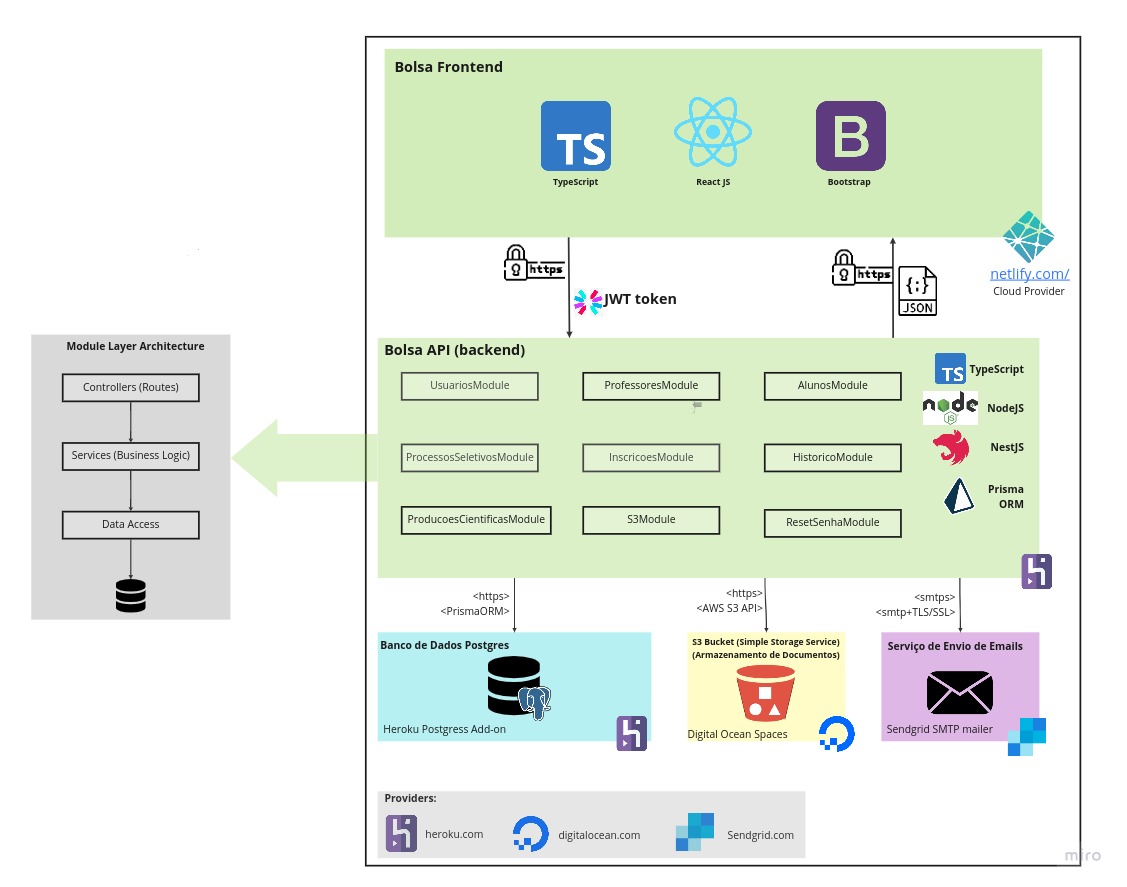 Bolsa Frontend
TS
B
TypeScript
React JS
Bootstrap
https
JWT token
https
{;}
JSON
netlify.com/
Cloud Provider
Module Layer Architecture
Controllers (Routes)
Services (Business Logic)
Data Access
Bolsa API (backend)
UsuariosModule
ProfessoresModule
AlunosModule
ProcessosSeletivosModule
InscricoesModule
HistoricoModule
ProducoesCientificasModule
S3Module
ResetSenhaModule
TS
TypeScript
node
JS
NodeJS
NestJS
Prisma
ORM
<https>
<PrismaORM>
<https>
<AWS S3 API>
<smtps>
<smtp+TLS/SSL>
Banco de Dados Postgres
Heroku Postgress Add-on
S3 Bucket (Simple Storage Service)
(Armazenamento de Documentos)
Digital Ocean Spaces
Serviço de Envio de Emails
Sendgrid SMTP mailer
Providers:
heroku.com
digitalocean.com
Sendgrid.com
miro